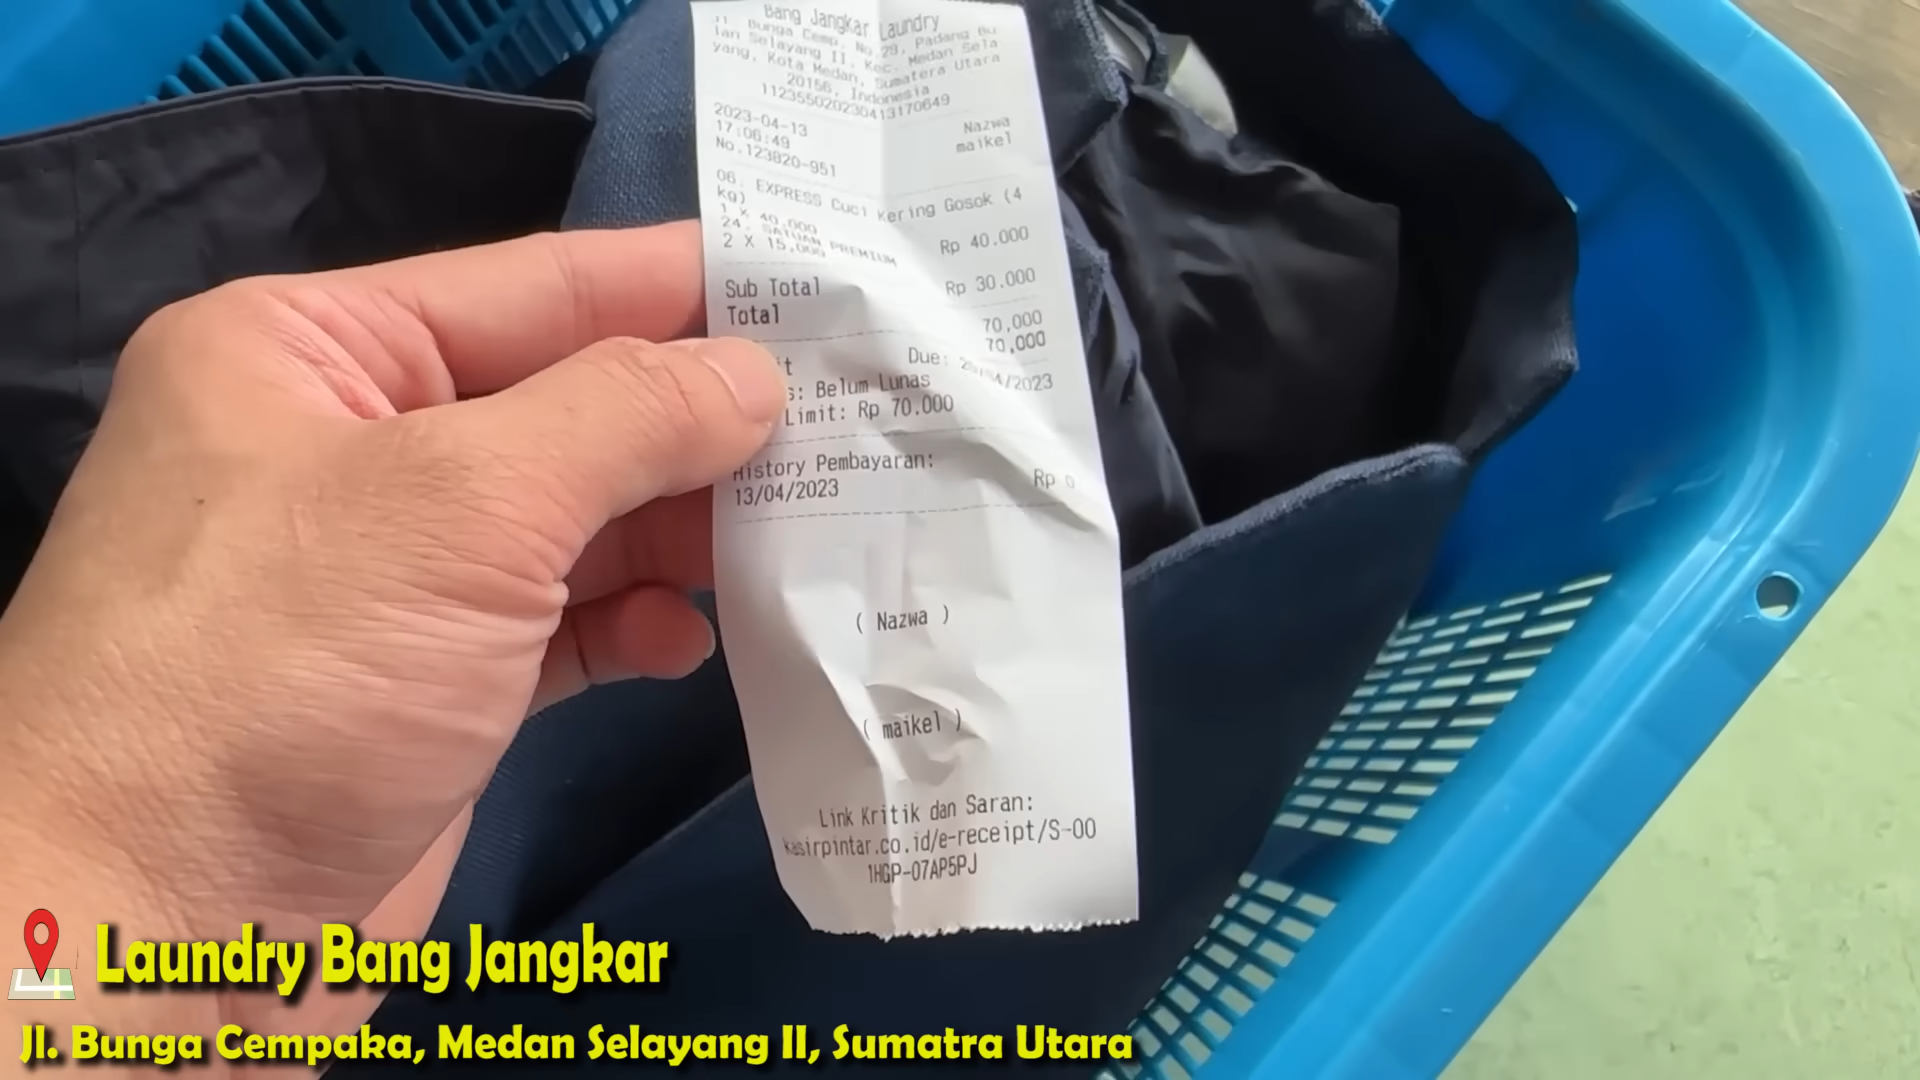 Bang Jangkar Laundry
Jl. Bunga Cemp. No.29, Padang Bu
lan Selayang II, Kec. Medan Sela
yang, Kota Medan, Sumatera Utara
20156, Indonesia
112355020230413170649
2023-04-13
17:06:49
No.123820-951
Nazwa
maikel
06. EXPRESS Cuci Kering Gosok (4
kg)
1 X 40,000
Rp 40.000
24. SATUAN PREMIUM
2 X 15,000
Rp 30.000
Sub Total 70,000
Total 70,000
Due: /2023
: Belum Lunas
Limit: Rp 70.000
History Pembayaran:
13/04/2023 Rp 0
( Nazwa )
( maikel )
Link Kritik dan Saran:
kasirpintar.co.id/e-receipt/S-00
1HGP-07AP5PJ
Laundry Bang Jangkar
Jl. Bunga Cempaka, Medan Selayang II, Sumatra Utara